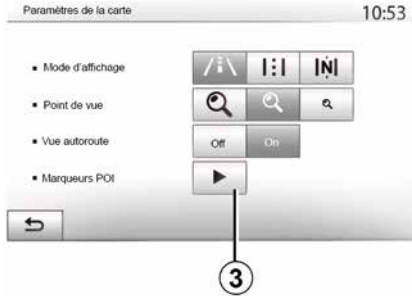 Paramètres de la carte 10:53
Mode d'affichage |N|
Point de vue
Vue autoroute Off On
Marqueurs POI
3